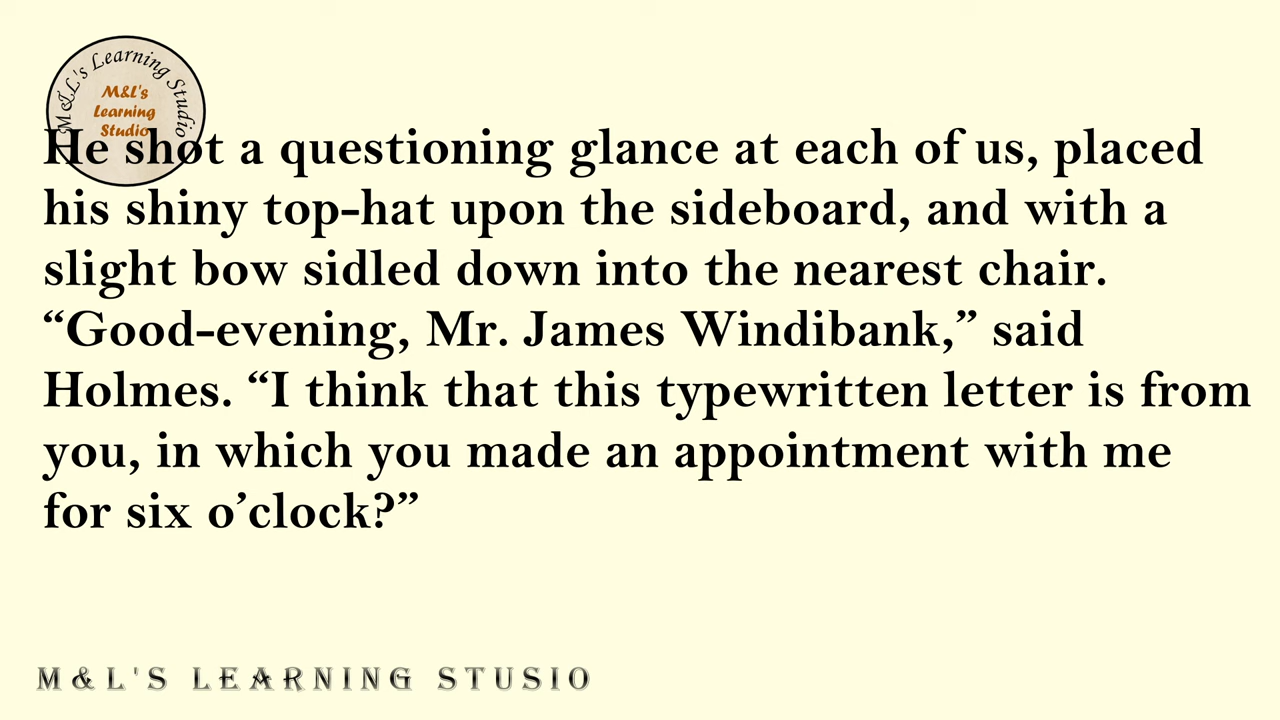 M&L's Learning Studio
M&L's
Learning
Studio
He shot a questioning glance at each of us, placed
his shiny top-hat upon the sideboard, and with a
slight bow sidled down into the nearest chair.
“Good-evening, Mr. James Windibank,” said
Holmes. “I think that this typewritten letter is from
you, in which you made an appointment with me
for six o’clock?”
M&L'S LEARNING STUSIO